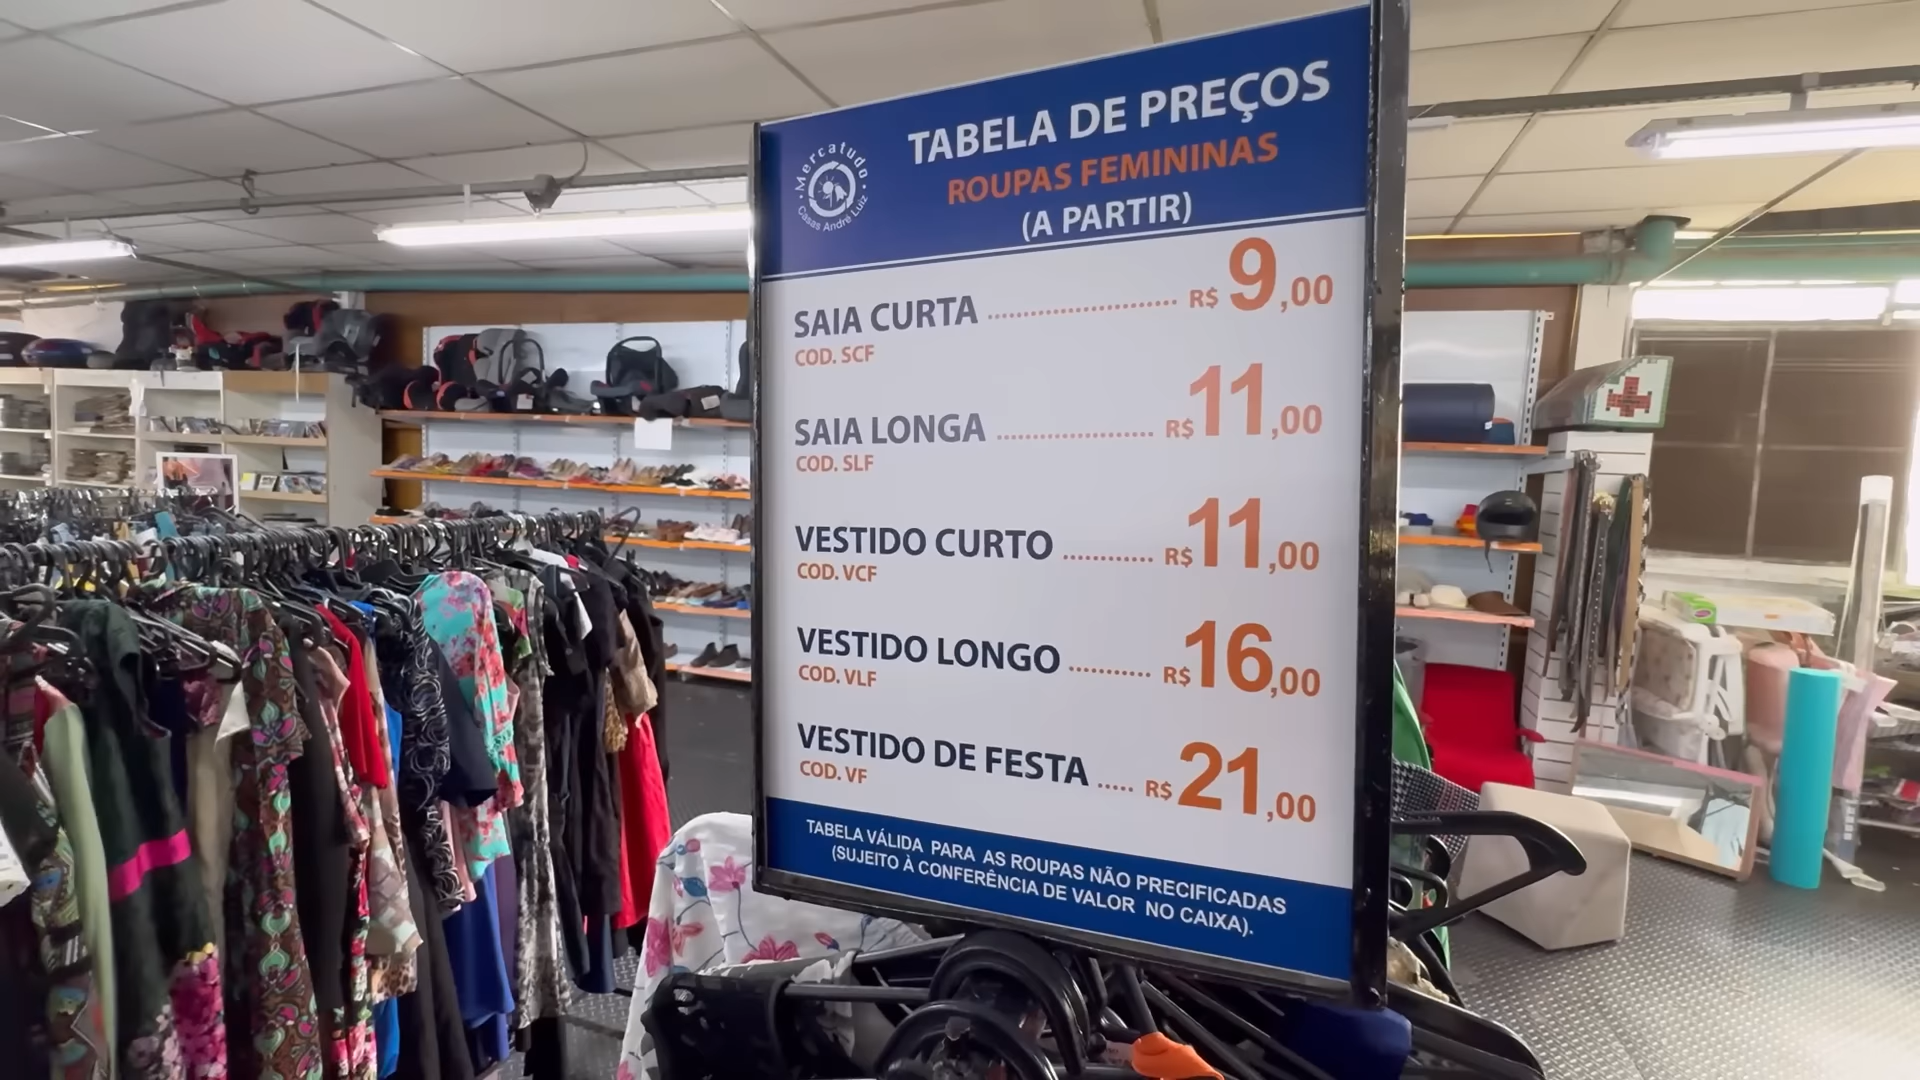 Mercatudo
Casas André Luiz
TABELA DE PREÇOS
ROUPAS FEMININAS
(A PARTIR)
SAIA CURTA ........................ R$ 9,00
COD. SCF
SAIA LONGA .................... R$ 11,00
COD. SLF
VESTIDO CURTO ............ R$ 11,00
COD. VCF
VESTIDO LONGO .......... R$ 16,00
COD. VLF
VESTIDO DE FESTA ..... R$ 21,00
COD. VF
TABELA VÁLIDA PARA AS ROUPAS NÃO PRECIFICADAS
(SUJEITO À CONFERÊNCIA DE VALOR NO CAIXA).